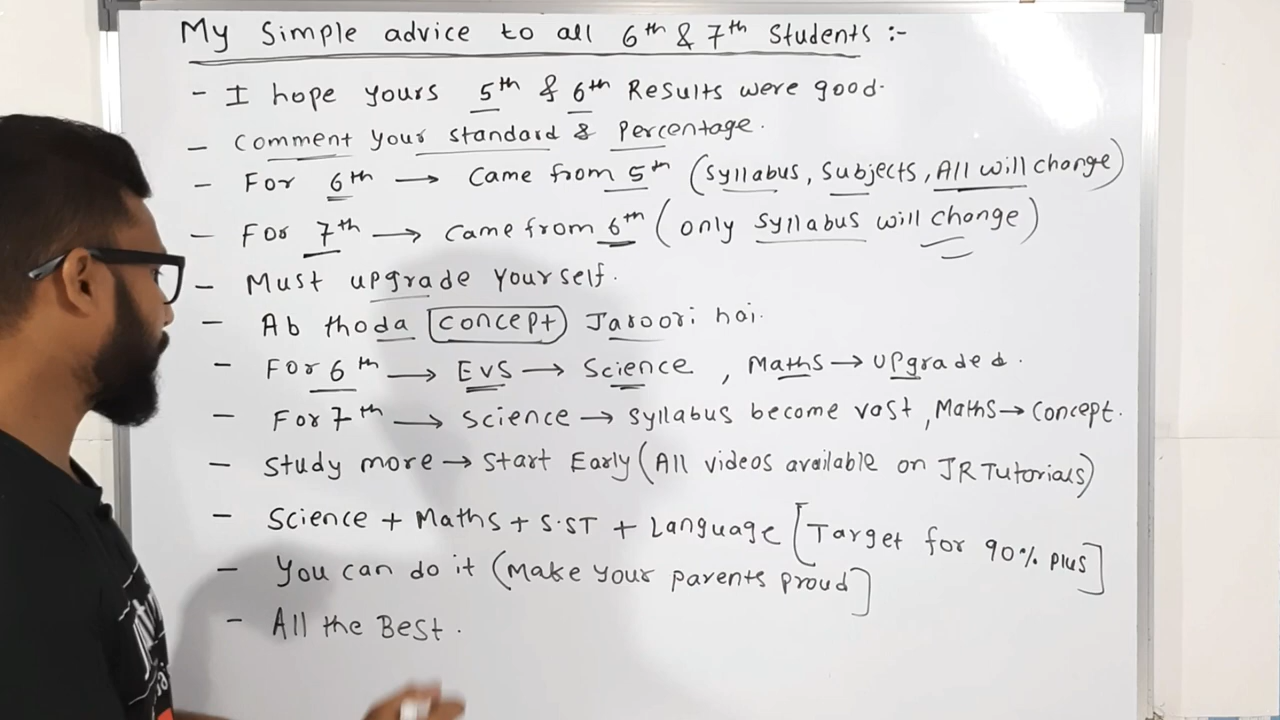 My Simple advice to all 6th & 7th Students :-
- I hope yours 5th & 6th Results were good.
- Comment your standard & Percentage.
- For 6th → Came from 5th (Syllabus, Subjects, All will change)
- For 7th → Came from 6th (only syllabus will change)
- Must upgrade yourself.
- Ab thoda concept Jaroori hai.
- For 6th → EVS → Science, Maths → upgraded.
- For 7th → Science → syllabus become vast, Maths → Concept.
- Study more → Start Early (All videos available on JR Tutorials)
- Science + Maths + S.ST + Language [Target for 90% plus]
- You can do it (Make your parents proud]
- All the Best.